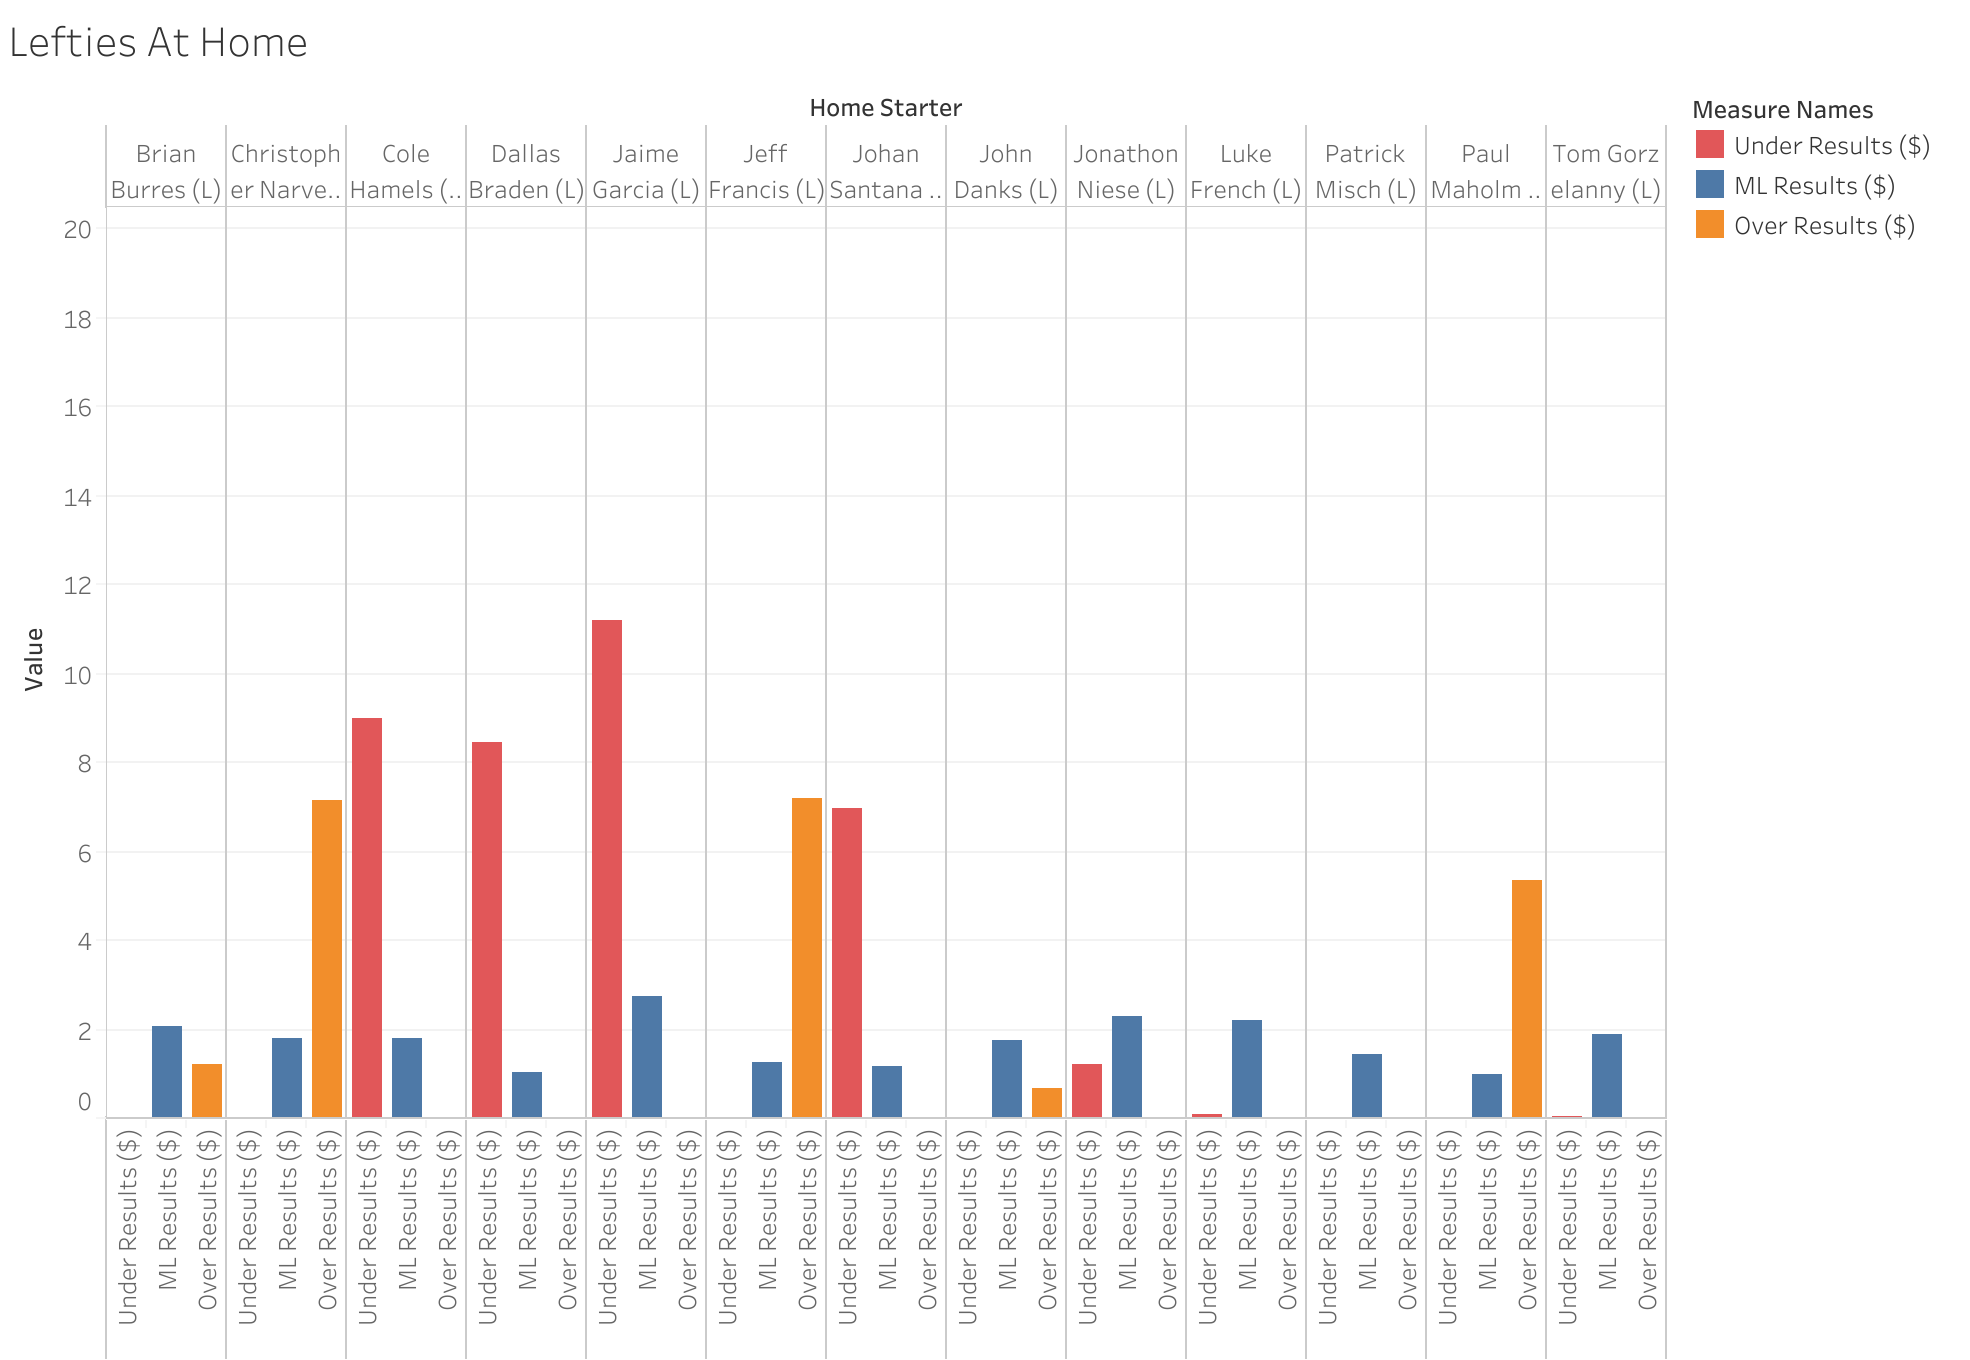 Lefties At Home
Home Starter
Brian
Burres (L)
Christoph
er Narve..
Cole
Hamels (..
Dallas
Braden (L)
Jaime
Garcia (L)
Jeff
Francis (L)
Johan
Santana ..
John
Danks (L)
Jonathon
Niese (L)
Luke
French (L)
Patrick
Misch (L)
Paul
Maholm ..
Tom Gorz
elanny (L)
Measure Names
Under Results ($)
ML Results ($)
Over Results ($)
Value
20
18
16
14
12
10
8
6
4
2
0
Under Results ($)
ML Results ($)
Over Results ($)
Under Results ($)
ML Results ($)
Over Results ($)
Under Results ($)
ML Results ($)
Over Results ($)
Under Results ($)
ML Results ($)
Over Results ($)
Under Results ($)
ML Results ($)
Over Results ($)
Under Results ($)
ML Results ($)
Over Results ($)
Under Results ($)
ML Results ($)
Over Results ($)
Under Results ($)
ML Results ($)
Over Results ($)
Under Results ($)
ML Results ($)
Over Results ($)
Under Results ($)
ML Results ($)
Over Results ($)
Under Results ($)
ML Results ($)
Over Results ($)
Under Results ($)
ML Results ($)
Over Results ($)
Under Results ($)
ML Results ($)
Over Results ($)